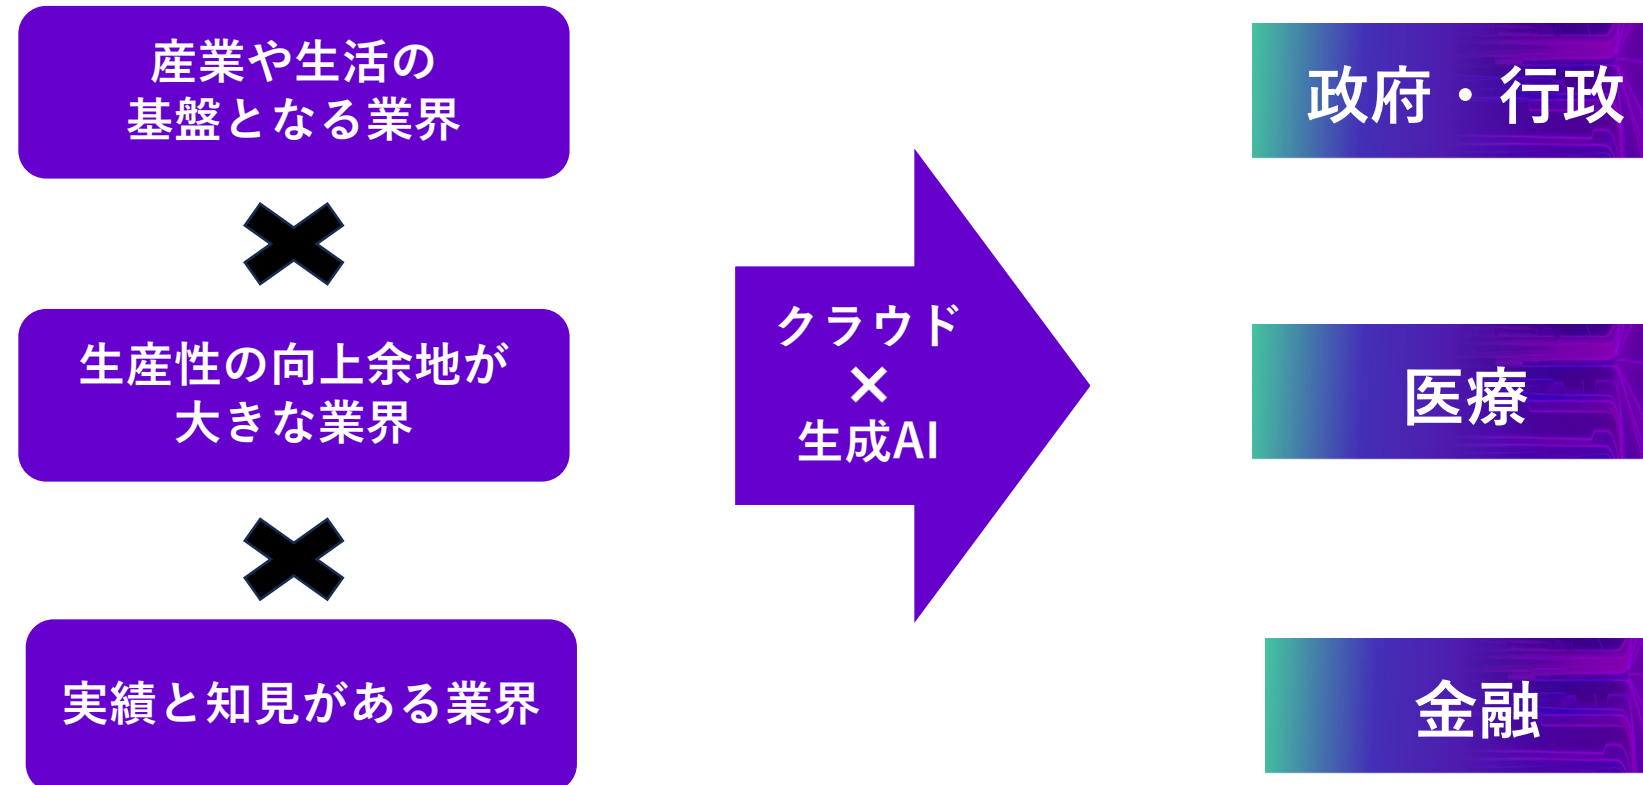 産業や生活の
基盤となる業界
生産性の向上余地が
大きな業界
実績と知見がある業界
クラウド
×
生成AI
政府・行政
医療
金融